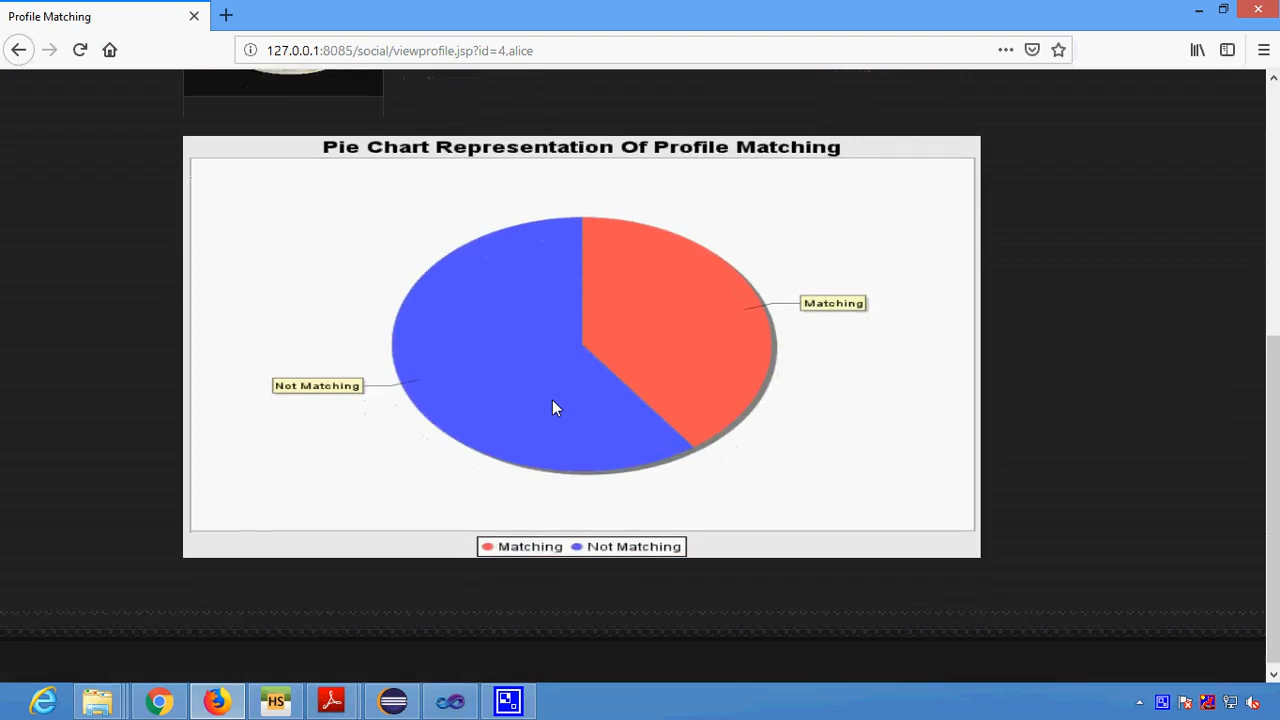 Profile Matching
127.0.0.1:8085/social/viewprofile.jsp?id=4,alice
Pie Chart Representation Of Profile Matching
Matching
Not Matching
Matching Not Matching
HS